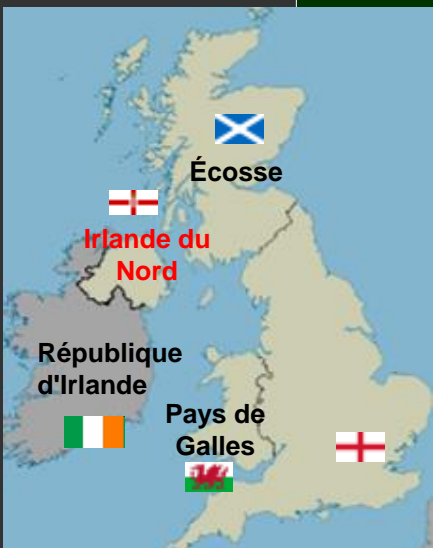 Écosse
Irlande du
Nord
République
d'Irlande
Pays de
Galles